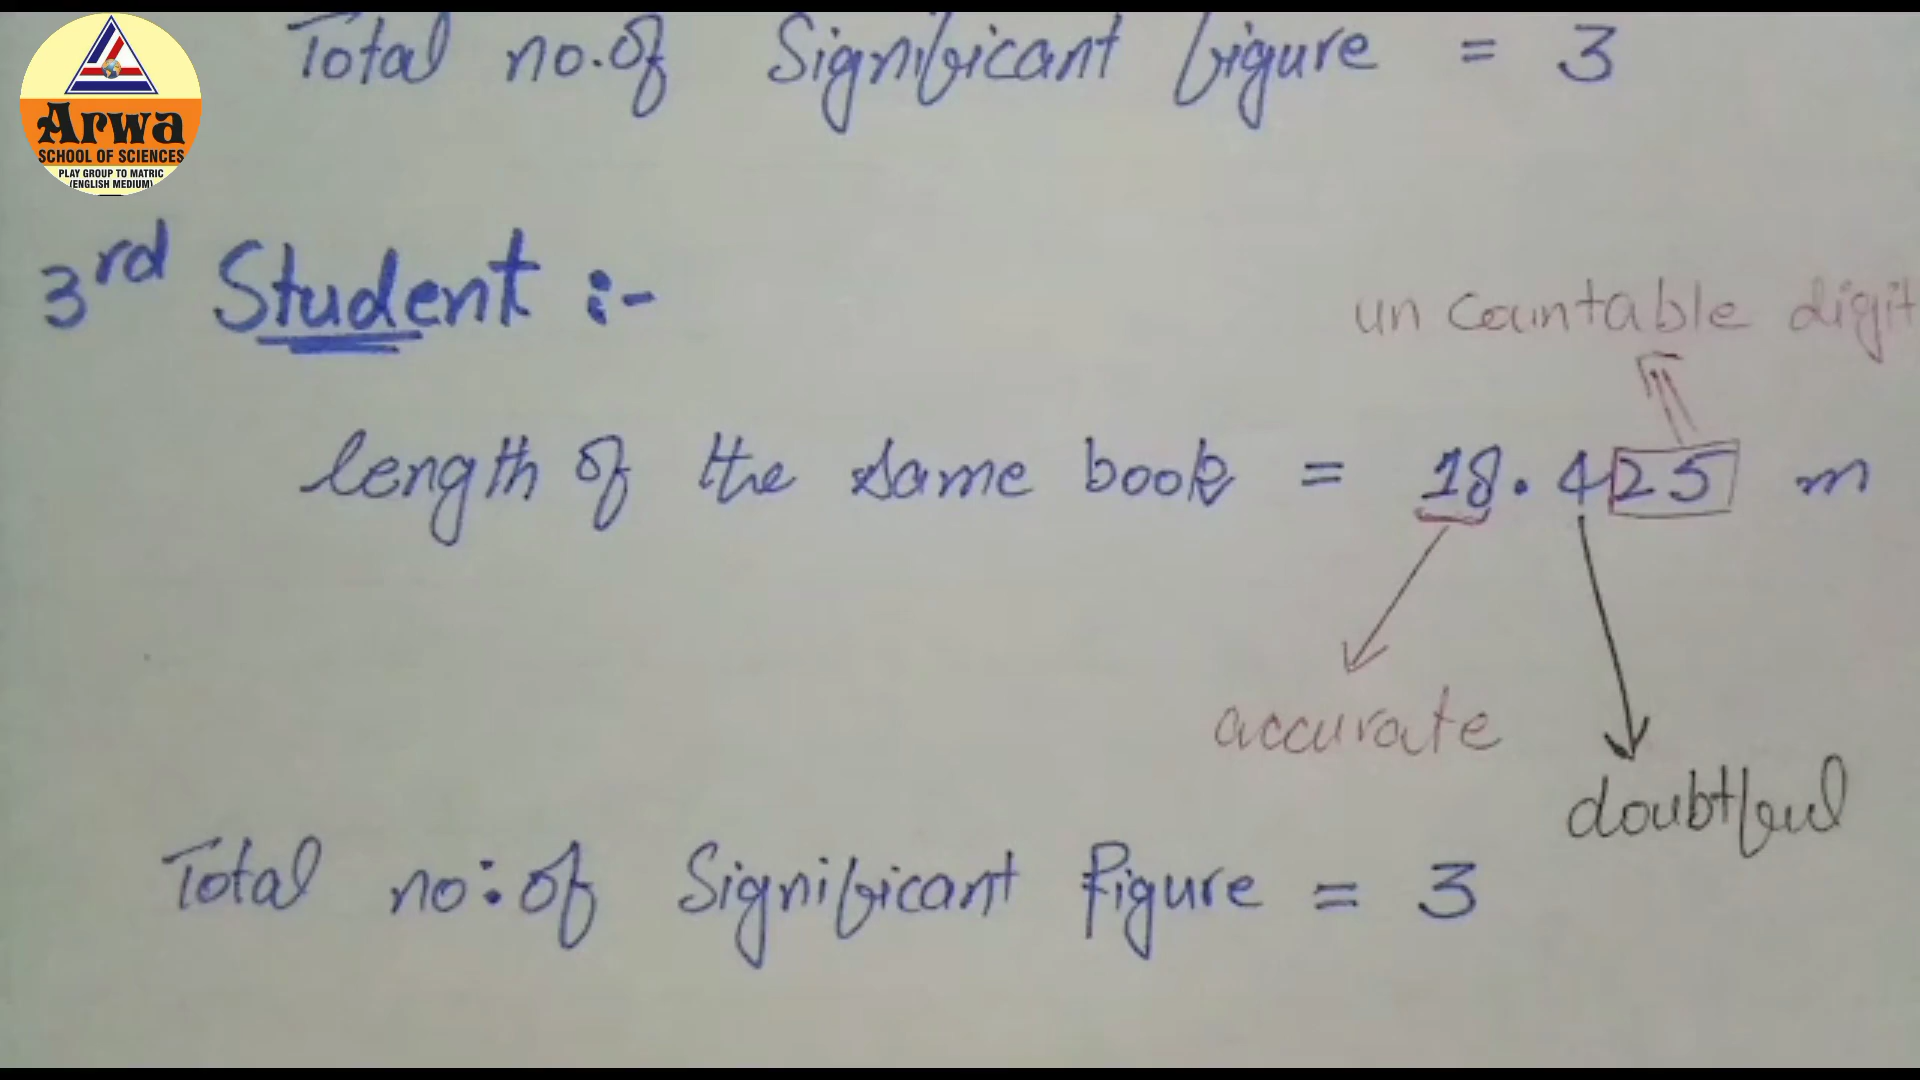 Total no. of Significant figure = 3
Arwa
SCHOOL OF SCIENCES
PLAY GROUP TO MATRIC
(ENGLISH MEDIUM)
3rd Student :-
un countable digit
length of the same book = 18.425 m
accurate
doubtful
Total no: of Significant Figure = 3